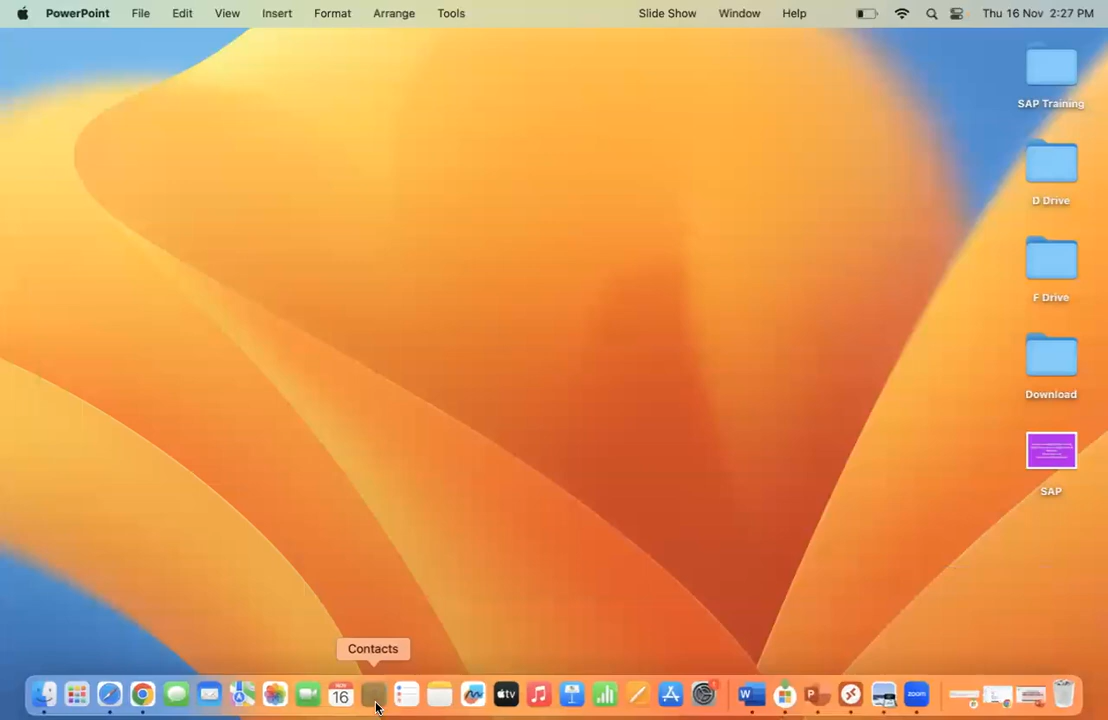 PowerPoint File Edit View Insert Format Arrange Tools Slide Show Window Help Thu 16 Nov 2:27 PM
SAP Training
D Drive
F Drive
Download
SAP
Contacts
NOV
16
tv
W
P
zoom